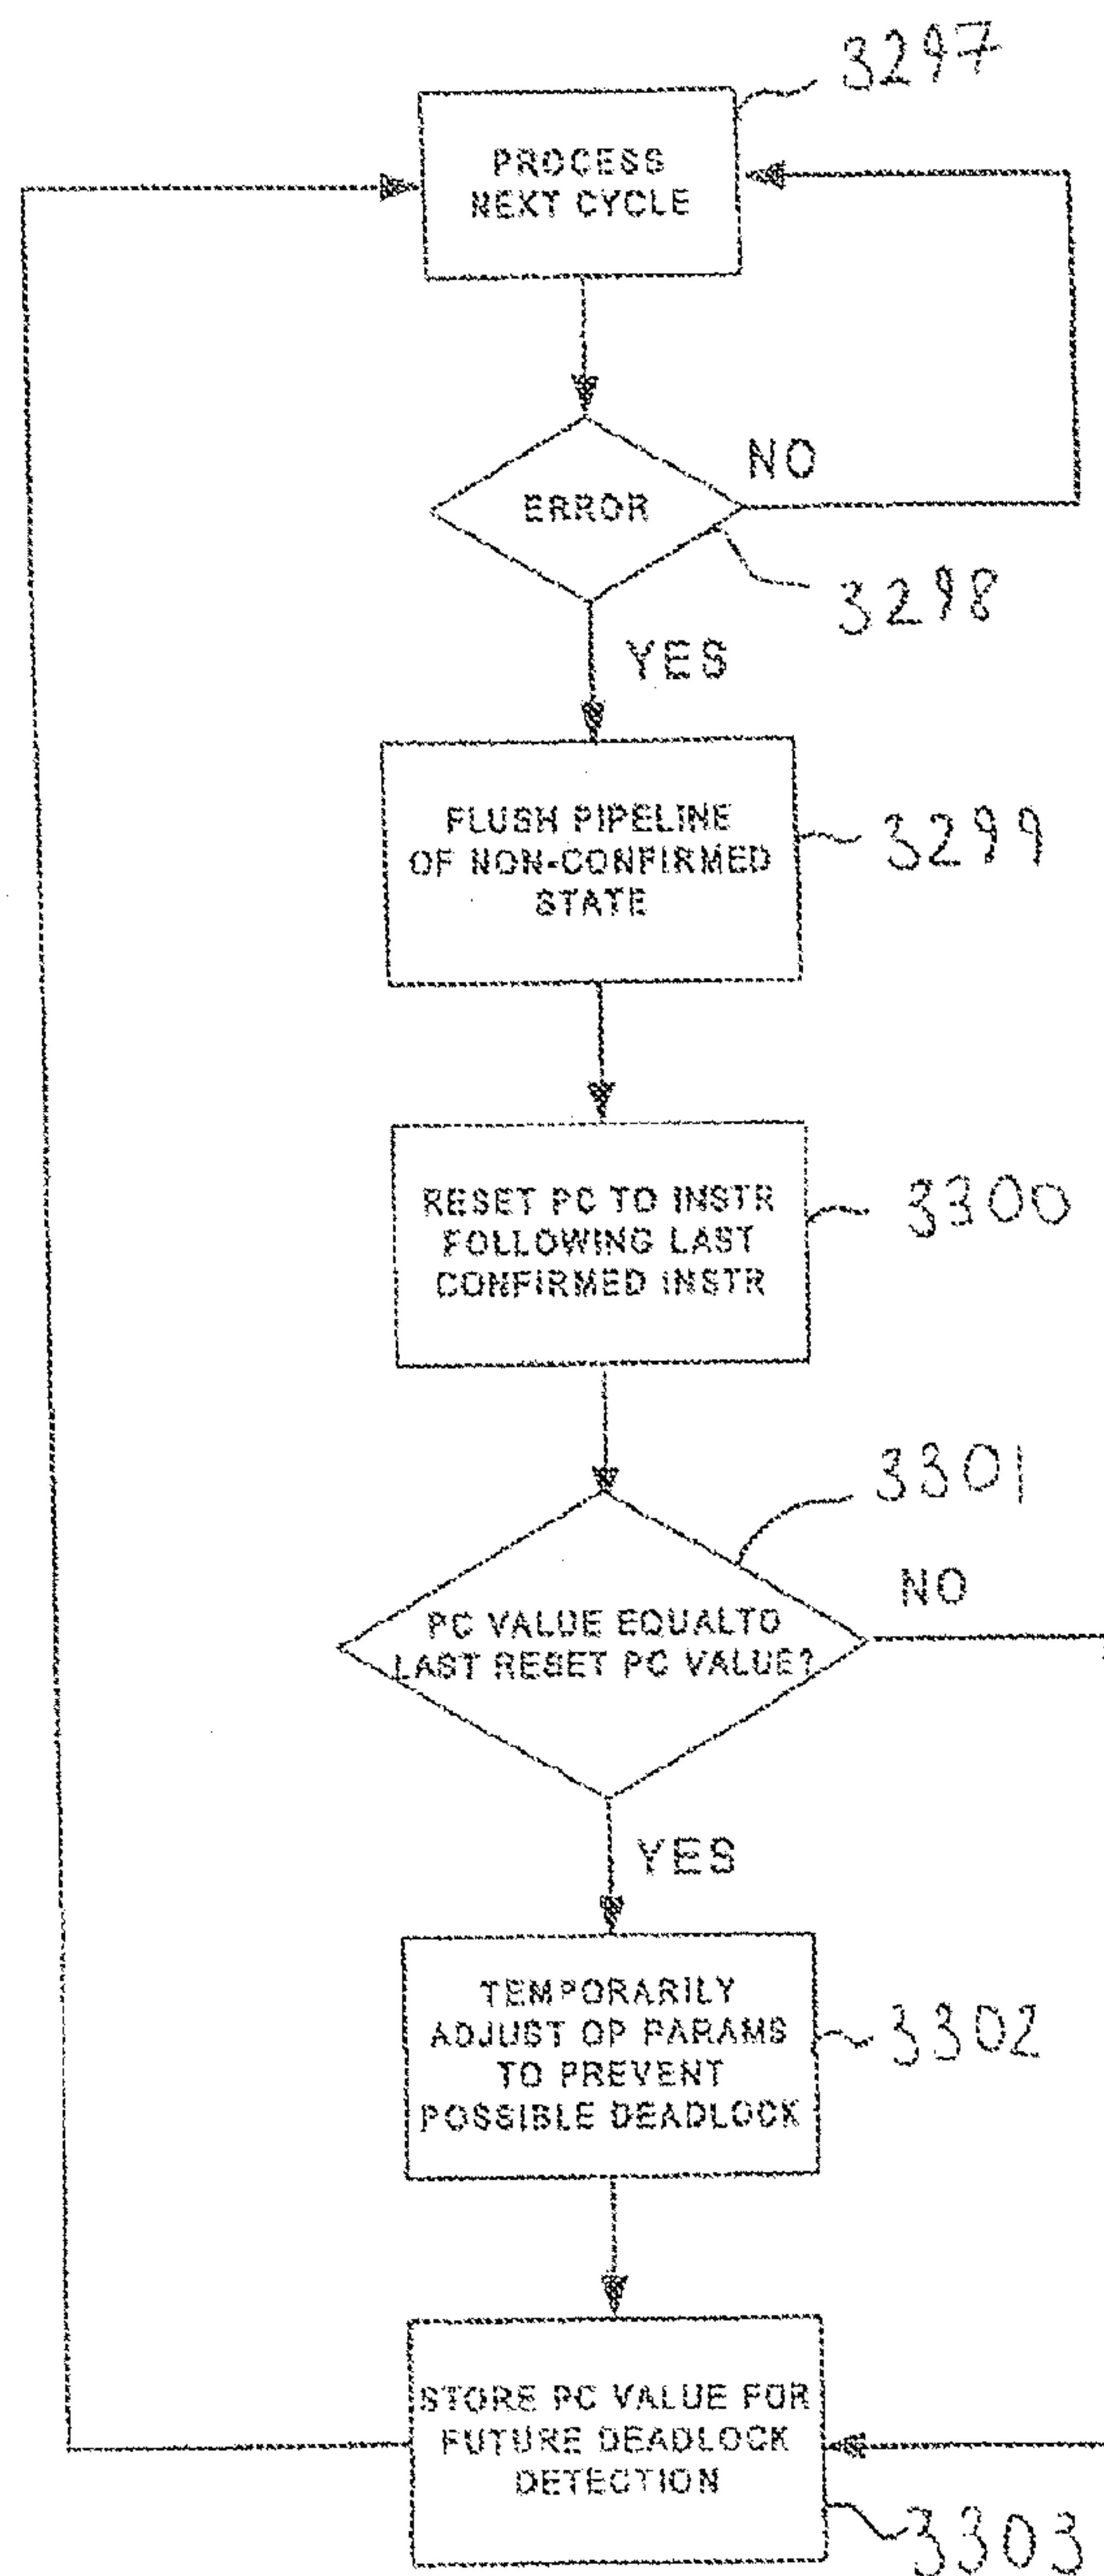 3297
PROCESS
NEXT CYCLE
NO
ERROR
3298
YES
FLUSH PIPELINE
OF NON-CONFIRMED
STATE
3299
RESET PC TO INSTR
FOLLOWING LAST
CONFIRMED INSTR
3300
3301
NO
PC VALUE EQUALTO
LAST RESET PC VALUE?
YES
TEMPORARILY
ADJUST OP PARAMS
TO PREVENT
POSSIBLE DEADLOCK
3302
STORE PC VALUE FOR
FUTURE DEADLOCK
DETECTION
3303